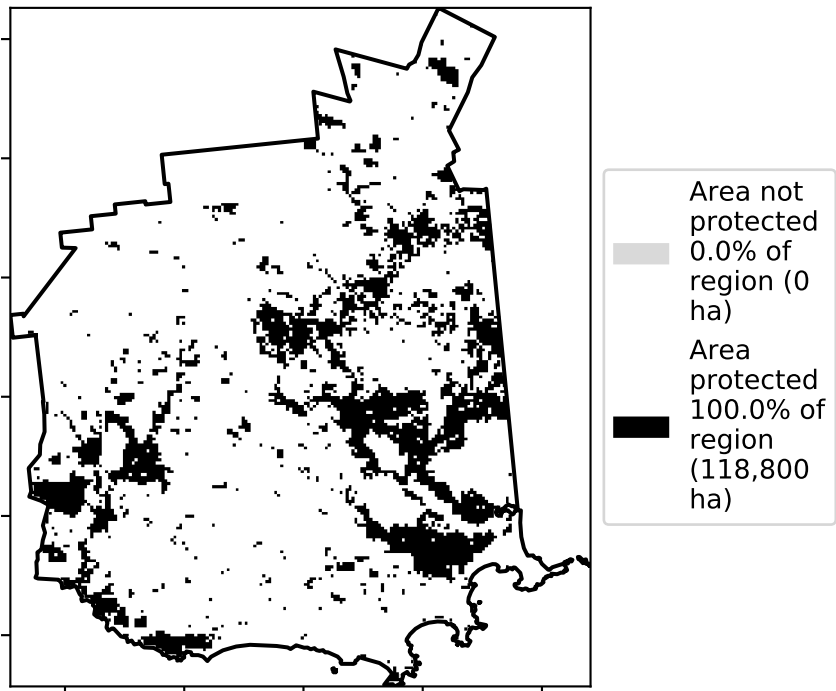 Area not
protected
0.0% of
region (0
ha)
Area
protected
100.0% of
region
(118,800
ha)